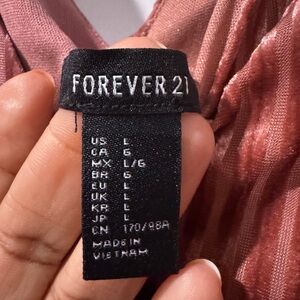 FOREVER 21
US L
CA G
MX L/G
BR G
EU L
UK L
KR L
JP L
CN 170/98A
MADE IN
VIETNAM